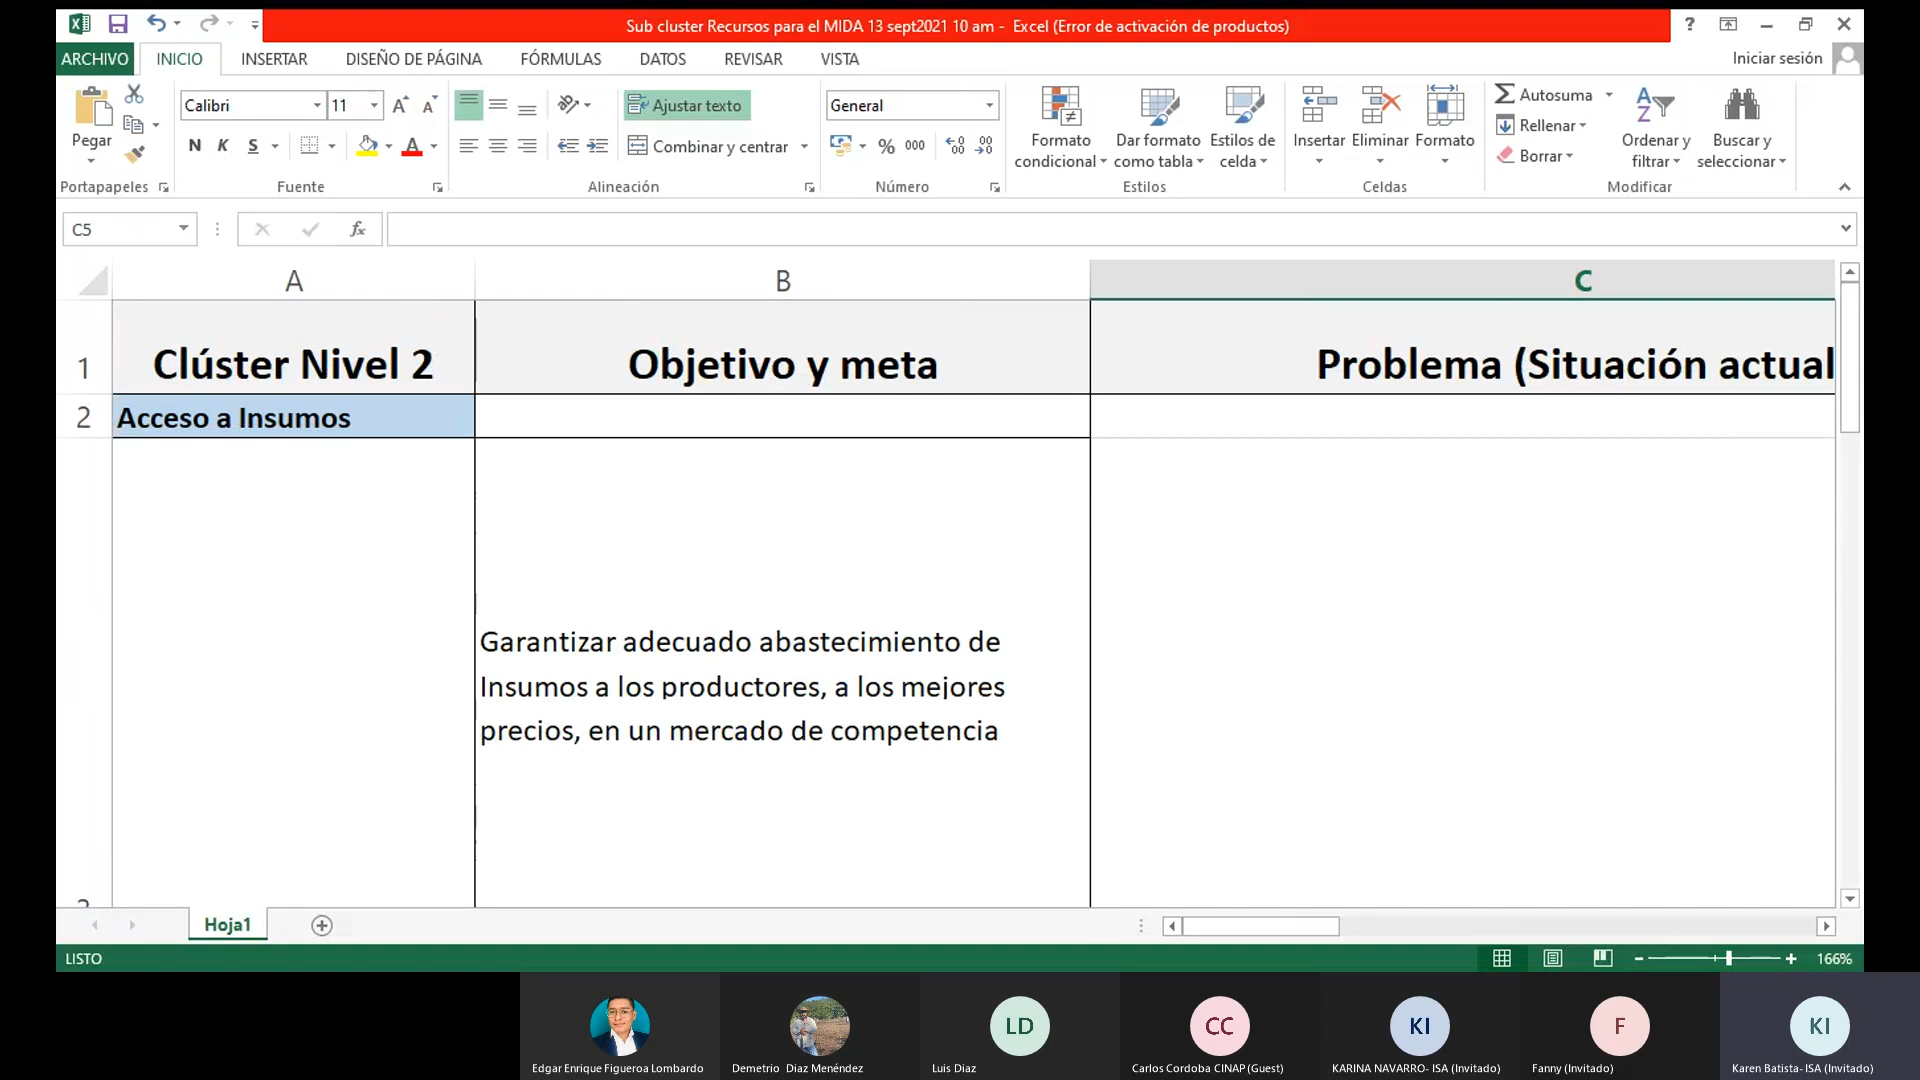 Sub cluster Recursos para el MIDA 13 sept2021 10 am - Excel (Error de activación de productos)
?
ARCHIVO INICIO INSERTAR DISEÑO DE PÁGINA FÓRMULAS DATOS REVISAR VISTA Iniciar sesión
Pegar
Calibri 11
N K S
Ajustar texto
Combinar y centrar
General
% 000
Formato condicional
Dar formato como tabla
Estilos de celda
Insertar Eliminar Formato
Autosuma
Rellenar
Borrar
Ordenar y filtrar
Buscar y seleccionar
Portapapeles Fuente Alineación Número Estilos Celdas Modificar
C5 fx
A B C
1 Clúster Nivel 2 Objetivo y meta Problema (Situación actual
2 Acceso a Insumos
Garantizar adecuado abastecimiento de
Insumos a los productores, a los mejores
precios, en un mercado de competencia
Hoja1
LISTO 166%
LD CC KI F KI
Edgar Enrique Figueroa Lombardo Demetrio Diaz Menéndez Luis Diaz Carlos Cordoba CINAP (Guest) KARINA NAVARRO- ISA (Invitado) Fanny (Invitado) Karen Batista- ISA (Invitado)